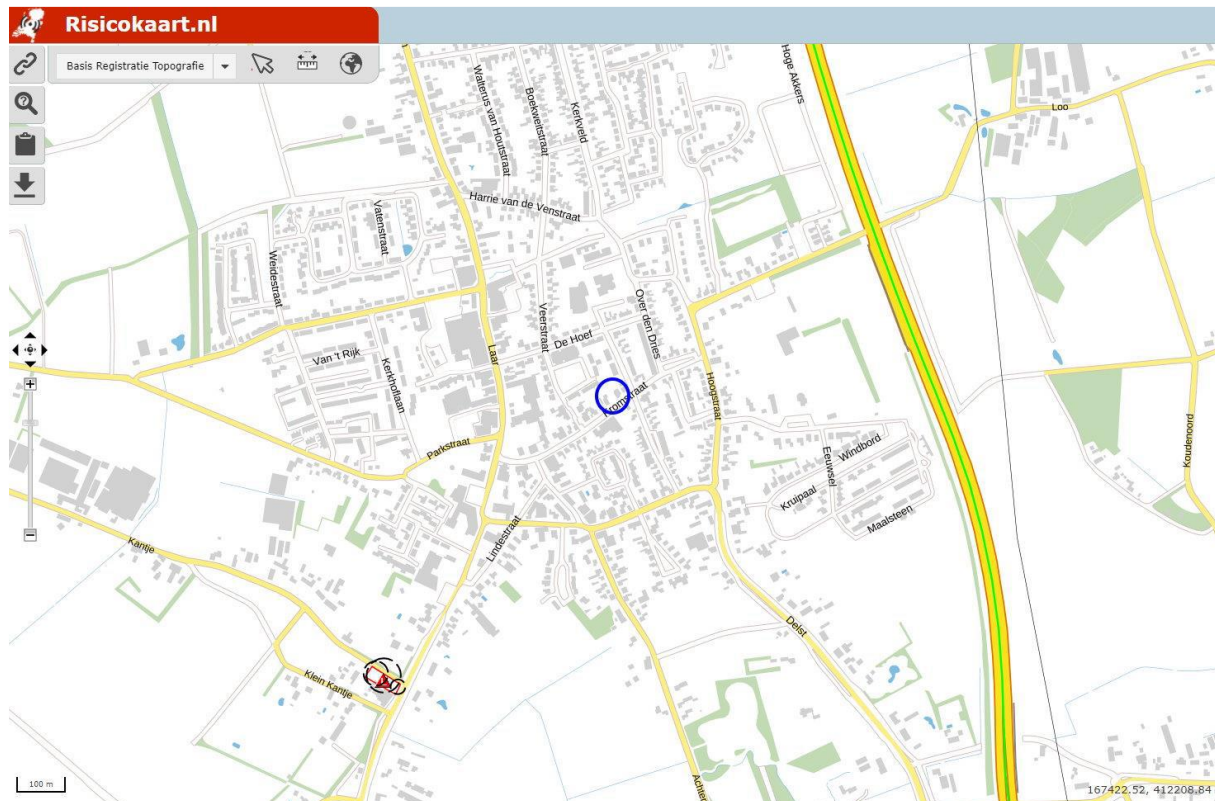 Risicokaart.nl
Basis Registratie Topografie
Hoge Akkers
Loo
Walterus van Houtstraat
Boekweitstraat
Kerkveld
Harrie van de Venstraat
Vatenstraat
Weidestraat
Over den Dries
Veerstraat
De Hoef
Laar
Van 't Rijk
Kerkhoflaan
Hoogstraat
Kromstraat
Parkstraat
Koudenoord
Windbord
Eeuwsel
Kruipaal
Maalsteen
Lindestraat
Kantje
Delst
Klein Kantje
Achter
100 m
167422.52, 412208.84